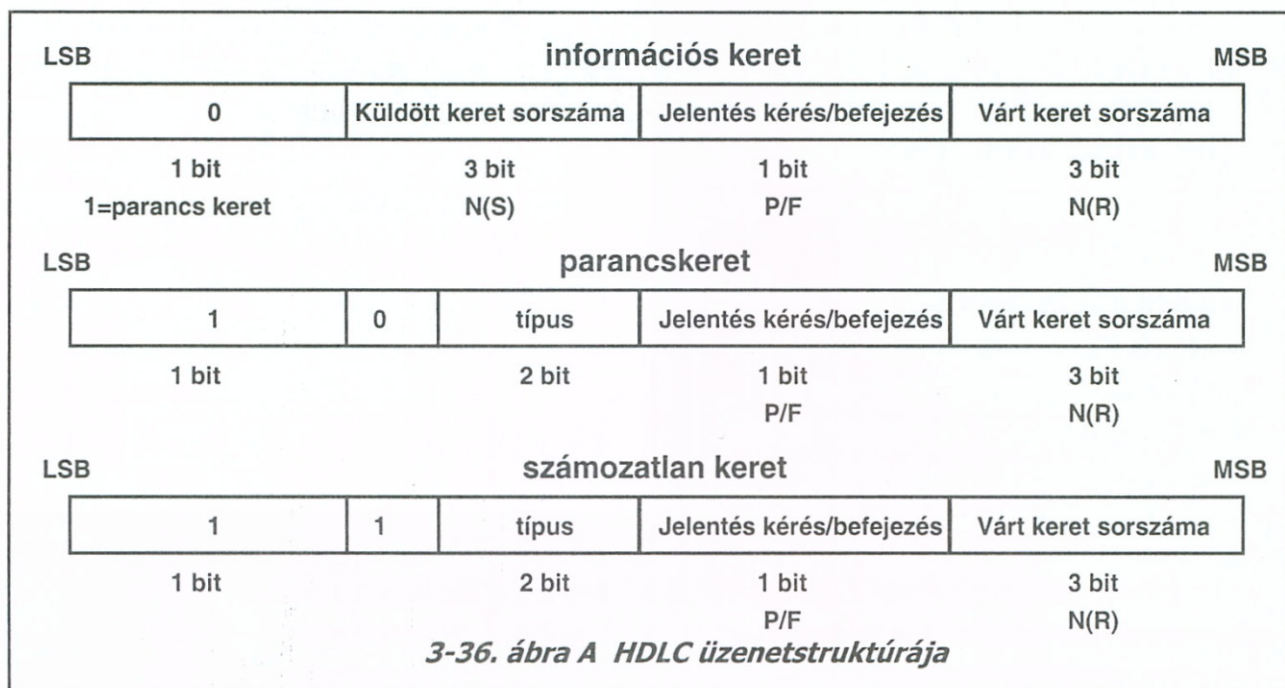 LSB információs keret MSB
0 Küldött keret sorszáma Jelentés kérés/befejezés Várt keret sorszáma
1 bit 3 bit 1 bit 3 bit
1=parancs keret N(S) P/F N(R)
LSB parancskeret MSB
1 0 típus Jelentés kérés/befejezés Várt keret sorszáma
1 bit 2 bit 1 bit 3 bit
P/F N(R)
LSB számozatlan keret MSB
1 1 típus Jelentés kérés/befejezés Várt keret sorszáma
1 bit 2 bit 1 bit 3 bit
P/F N(R)
3-36. ábra A HDLC üzenetstruktúrája